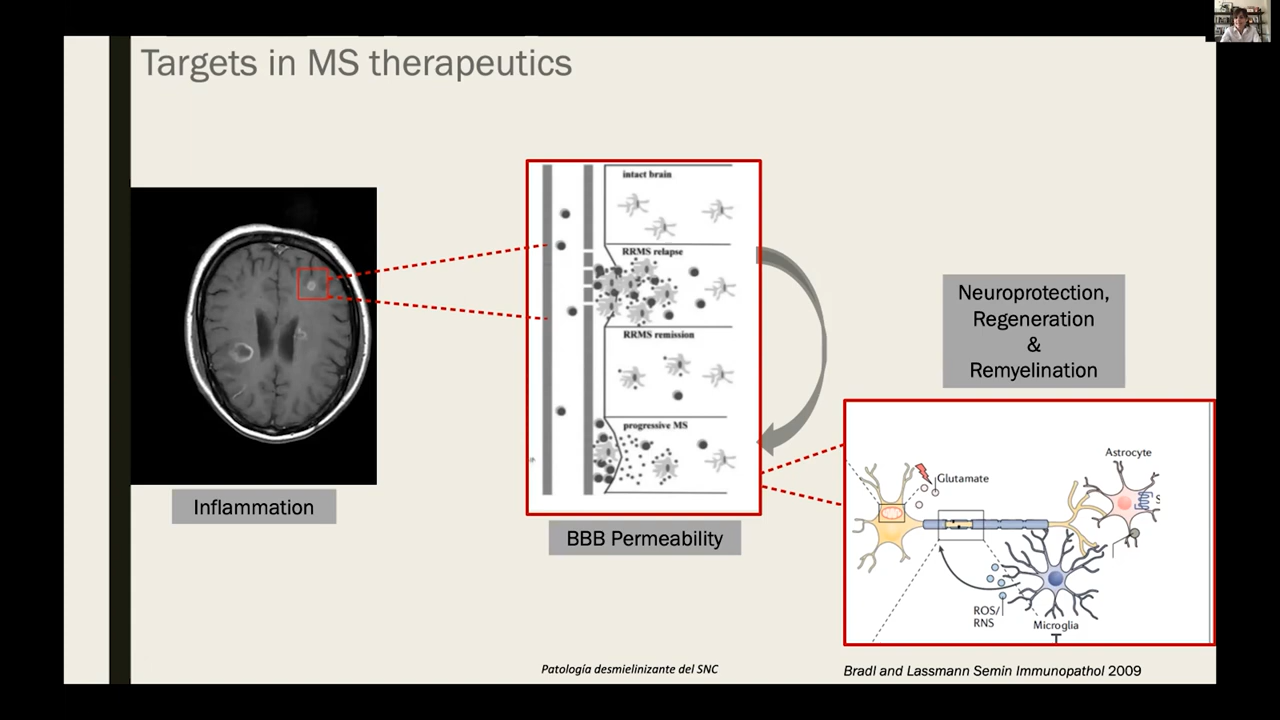 Targets in MS therapeutics
intact brain
RRMS relapse
RRMS remission
progressive MS
Inflammation
BBB Permeability
Neuroprotection,
Regeneration
&
Remyelination
Astrocyte
Glutamate
S
ROS/
RNS
Microglia
Patología desmielinizante del SNC
Bradl and Lassmann Semin Immunopathol 2009